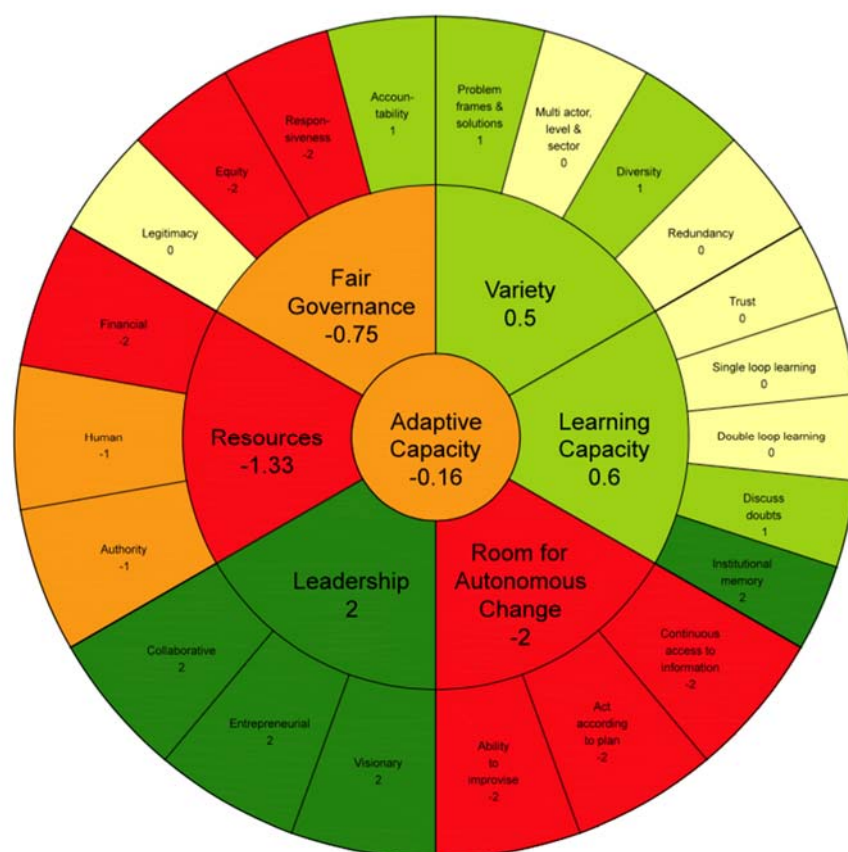 Adaptive
Capacity
-0.16
Variety
0.5
Learning
Capacity
0.6
Room for
Autonomous
Change
-2
Leadership
2
Resources
-1.33
Fair
Governance
-0.75
Problem
frames &
solutions
1
Multi actor,
level &
sector
0
Diversity
1
Redundancy
0
Trust
0
Single loop learning
0
Double loop learning
0
Discuss
doubts
1
Institutional
memory
2
Continuous
access to
information
-2
Act
according
to plan
-2
Ability
to
improvise
-2
Visionary
2
Entrepreneurial
2
Collaborative
2
Authority
-1
Human
-1
Financial
-2
Legitimacy
0
Equity
-2
Respon-
siveness
-2
Accoun-
tability
1